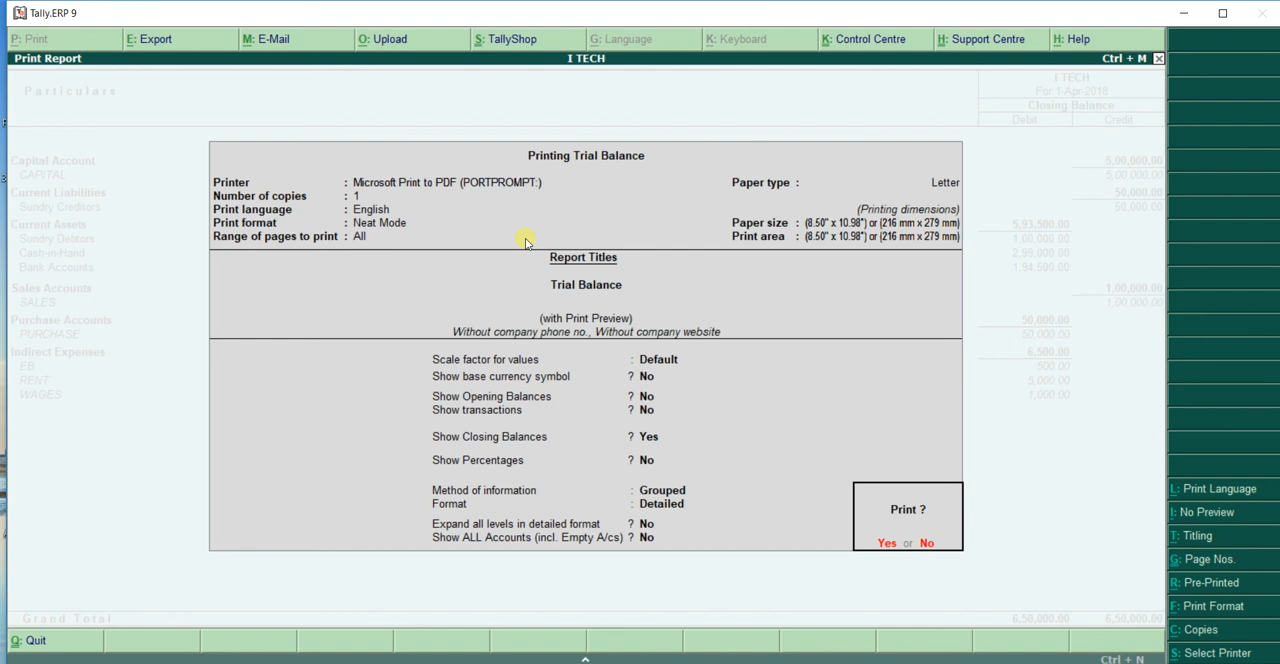 Tally.ERP 9
P: Print E: Export M: E-Mail O: Upload S: TallyShop G: Language K: Keyboard K: Control Centre H: Support Centre H: Help
Print Report I TECH Ctrl + M
Particulars I TECH
For 1-Apr-2018
Closing Balance
Debit Credit
Printing Trial Balance
Printer : Microsoft Print to PDF (PORTPROMPT:) Paper type : Letter
Number of copies : 1
Print language : English (Printing dimensions)
Print format : Neat Mode Paper size : (8.50" x 10.98") or (216 mm x 279 mm)
Range of pages to print : All Print area : (8.50" x 10.98") or (216 mm x 279 mm)
Report Titles
Trial Balance
(with Print Preview)
Without company phone no., Without company website
Scale factor for values : Default
Show base currency symbol ? No
Show Opening Balances ? No
Show transactions ? No
Show Closing Balances ? Yes
Show Percentages ? No
Method of information : Grouped
Format : Detailed
Expand all levels in detailed format ? No
Show ALL Accounts (incl. Empty A/cs) ? No
Print ?
Yes or No
Capital Account 5,00,000.00
CAPITAL 5,00,000.00
Current Liabilities 50,000.00
Sundry Creditors 50,000.00
Current Assets 5,93,500.00
Sundry Debtors 1,00,000.00
Cash-in-Hand 2,99,000.00
Bank Accounts 1,94,500.00
Sales Accounts 1,00,000.00
SALES 1,00,000.00
Purchase Accounts 50,000.00
PURCHASE 50,000.00
Indirect Expenses 6,500.00
EB 500.00
RENT 5,000.00
WAGES 1,000.00
Grand Total 6,50,000.00 6,50,000.00
L: Print Language
I: No Preview
T: Titling
G: Page Nos.
R: Pre-Printed
F: Print Format
C: Copies
S: Select Printer
Q: Quit
Ctrl + N